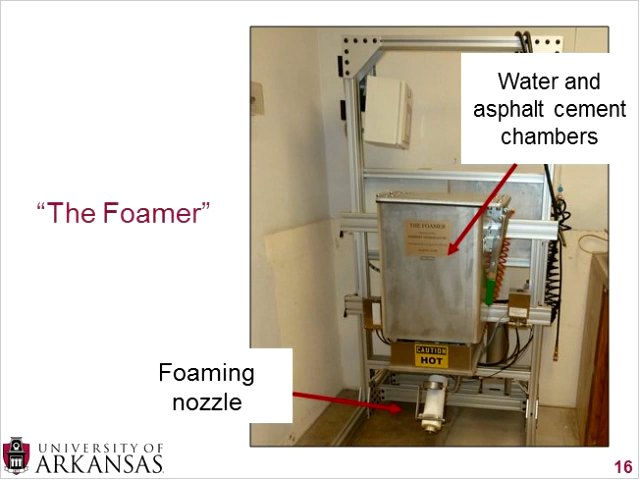 Water and
asphalt cement
chambers
“The Foamer”
THE FOAMER
CAUTION
HOT
Foaming
nozzle
UNIVERSITY OF
ARKANSAS
16